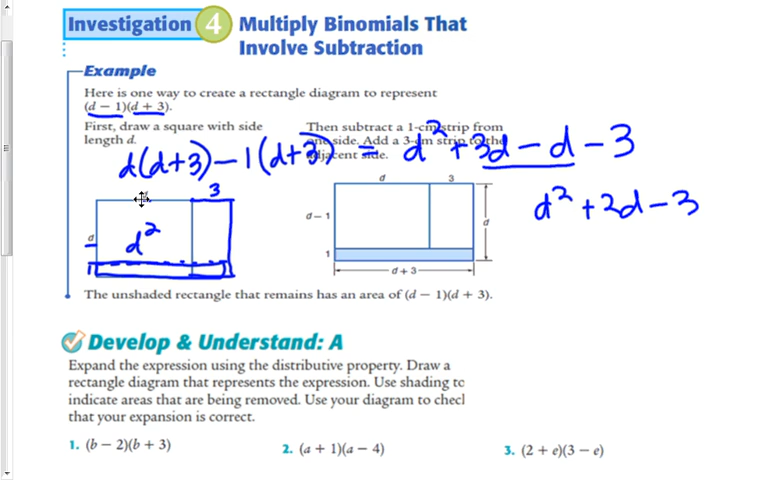 Investigation 4 Multiply Binomials That
Involve Subtraction
Example
Here is one way to create a rectangle diagram to represent
(d − 1)(d + 3).
First, draw a square with side
length d.
Then subtract a 1-cm strip from
one side. Add a 3-cm strip to the
adjacent side.
d(d+3)−1(d+3) = d²+3d−d−3
d²+2d−3
3
d
d²
1
d
3
d − 1
d
1
d + 3
The unshaded rectangle that remains has an area of (d − 1)(d + 3).
Develop & Understand: A
Expand the expression using the distributive property. Draw a
rectangle diagram that represents the expression. Use shading to
indicate areas that are being removed. Use your diagram to checl
that your expansion is correct.
1. (b − 2)(b + 3)
2. (a + 1)(a − 4)
3. (2 + e)(3 − e)